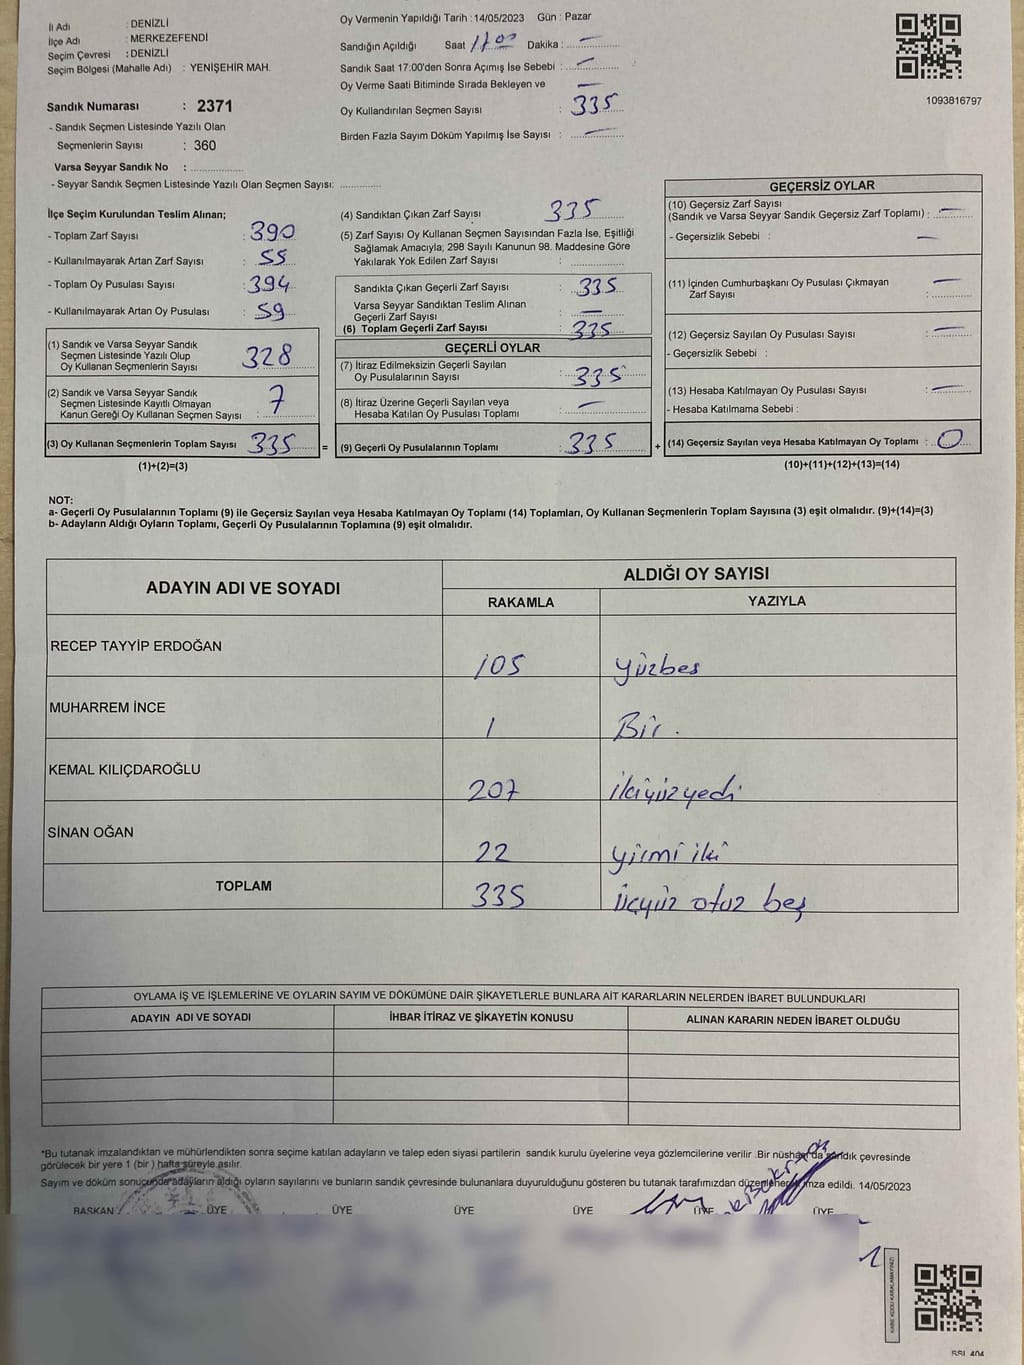 İl Adı : DENİZLİ
İlçe Adı : MERKEZEFENDİ
Seçim Çevresi : DENİZLİ
Seçim Bölgesi (Mahalle Adı) : YENİŞEHİR MAH.
Sandık Numarası : 2371
- Sandık Seçmen Listesinde Yazılı Olan
Seçmenlerin Sayısı : 360
Varsa Seyyar Sandık No : ..................
- Seyyar Sandık Seçmen Listesinde Yazılı Olan Seçmen Sayısı: ..............
Oy Vermenin Yapıldığı Tarih : 14/05/2023 Gün : Pazar
Sandığın Açıldığı Saat 17.00 Dakika : —
Sandık Saat 17:00'den Sonra Açımış İse Sebebi : —
Oy Verme Saati Bitiminde Sırada Bekleyen ve —
Oy Kullandırılan Seçmen Sayısı : 335
Birden Fazla Sayım Döküm Yapılmış İse Sayısı : —
1093816797
İlçe Seçim Kurulundan Teslim Alınan;
- Toplam Zarf Sayısı : 390
- Kullanılmayarak Artan Zarf Sayısı : 55
- Toplam Oy Pusulası Sayısı : 394
- Kullanılmayarak Artan Oy Pusulası : 59
(1) Sandık ve Varsa Seyyar Sandık
Seçmen Listesinde Yazılı Olup
Oy Kullanan Seçmenlerin Sayısı : 328
(2) Sandık ve Varsa Seyyar Sandık
Seçmen Listesinde Kayıtlı Olmayan
Kanun Gereği Oy Kullanan Seçmen Sayısı : 7
(3) Oy Kullanan Seçmenlerin Toplam Sayısı : 335 =
(1)+(2)=(3)
(4) Sandıktan Çıkan Zarf Sayısı : 335
(5) Zarf Sayısı Oy Kullanan Seçmen Sayısından Fazla İse, Eşitliği
Sağlamak Amacıyla; 298 Sayılı Kanunun 98. Maddesine Göre
Yakılarak Yok Edilen Zarf Sayısı : ..............
Sandıkta Çıkan Geçerli Zarf Sayısı : 335
Varsa Seyyar Sandıktan Teslim Alınan
Geçerli Zarf Sayısı : —
(6) Toplam Geçerli Zarf Sayısı : 335
GEÇERLİ OYLAR
(7) İtiraz Edilmeksizin Geçerli Sayılan
Oy Pusulalarının Sayısı : 335
(8) İtiraz Üzerine Geçerli Sayılan veya
Hesaba Katılan Oy Pusulası Toplamı : —
(9) Geçerli Oy Pusulalarının Toplamı : 335 +
GEÇERSİZ OYLAR
(10) Geçersiz Zarf Sayısı
(Sandık ve Varsa Seyyar Sandık Geçersiz Zarf Toplamı) : —
- Geçersizlik Sebebi : —
(11) İçinden Cumhurbaşkanı Oy Pusulası Çıkmayan —
Zarf Sayısı : ..........
(12) Geçersiz Sayılan Oy Pusulası Sayısı : —
- Geçersizlik Sebebi :
(13) Hesaba Katılmayan Oy Pusulası Sayısı : —
- Hesaba Katılmama Sebebi :
(14) Geçersiz Sayılan veya Hesaba Katılmayan Oy Toplamı : 0
(10)+(11)+(12)+(13)=(14)
NOT:
a- Geçerli Oy Pusulalarının Toplamı (9) ile Geçersiz Sayılan veya Hesaba Katılmayan Oy Toplamı (14) Toplamları, Oy Kullanan Seçmenlerin Toplam Sayısına (3) eşit olmalıdır. (9)+(14)=(3)
b- Adayların Aldığı Oyların Toplamı, Geçerli Oy Pusulalarının Toplamına (9) eşit olmalıdır.
ADAYIN ADI VE SOYADI ALDIĞI OY SAYISI
RAKAMLA YAZIYLA
RECEP TAYYİP ERDOĞAN 105 yüzbes
MUHARREM İNCE 1 Bir.
KEMAL KILIÇDAROĞLU 207 ikiyüzyedi
SİNAN OĞAN 22 yirmi iki
TOPLAM 335 üçyüz otuz beş
OYLAMA İŞ VE İŞLEMLERİNE VE OYLARIN SAYIM VE DÖKÜMÜNE DAİR ŞİKAYETLERLE BUNLARA AİT KARARLARIN NELERDEN İBARET BULUNDUKLARI
ADAYIN ADI VE SOYADI İHBAR İTİRAZ VE ŞİKAYETİN KONUSU ALINAN KARARIN NEDEN İBARET OLDUĞU
*Bu tutanak imzalandıktan ve mühürlendikten sonra seçime katılan adayların ve talep eden siyasi partilerin sandık kurulu üyelerine veya gözlemcilerine verilir .Bir nüshası da sandık çevresinde
görülecek bir yere 1 (bir ) hafta süreyle asılır.
Sayım ve döküm sonucunda adayların aldığı oyların sayılarını ve bunların sandık çevresinde bulunanlara duyurulduğunu gösteren bu tutanak tarafımızdan düzenlenerek imza edildi. 14/05/2023
BAŞKAN ÜYE ÜYE ÜYE ÜYE ÜYE ÜYE